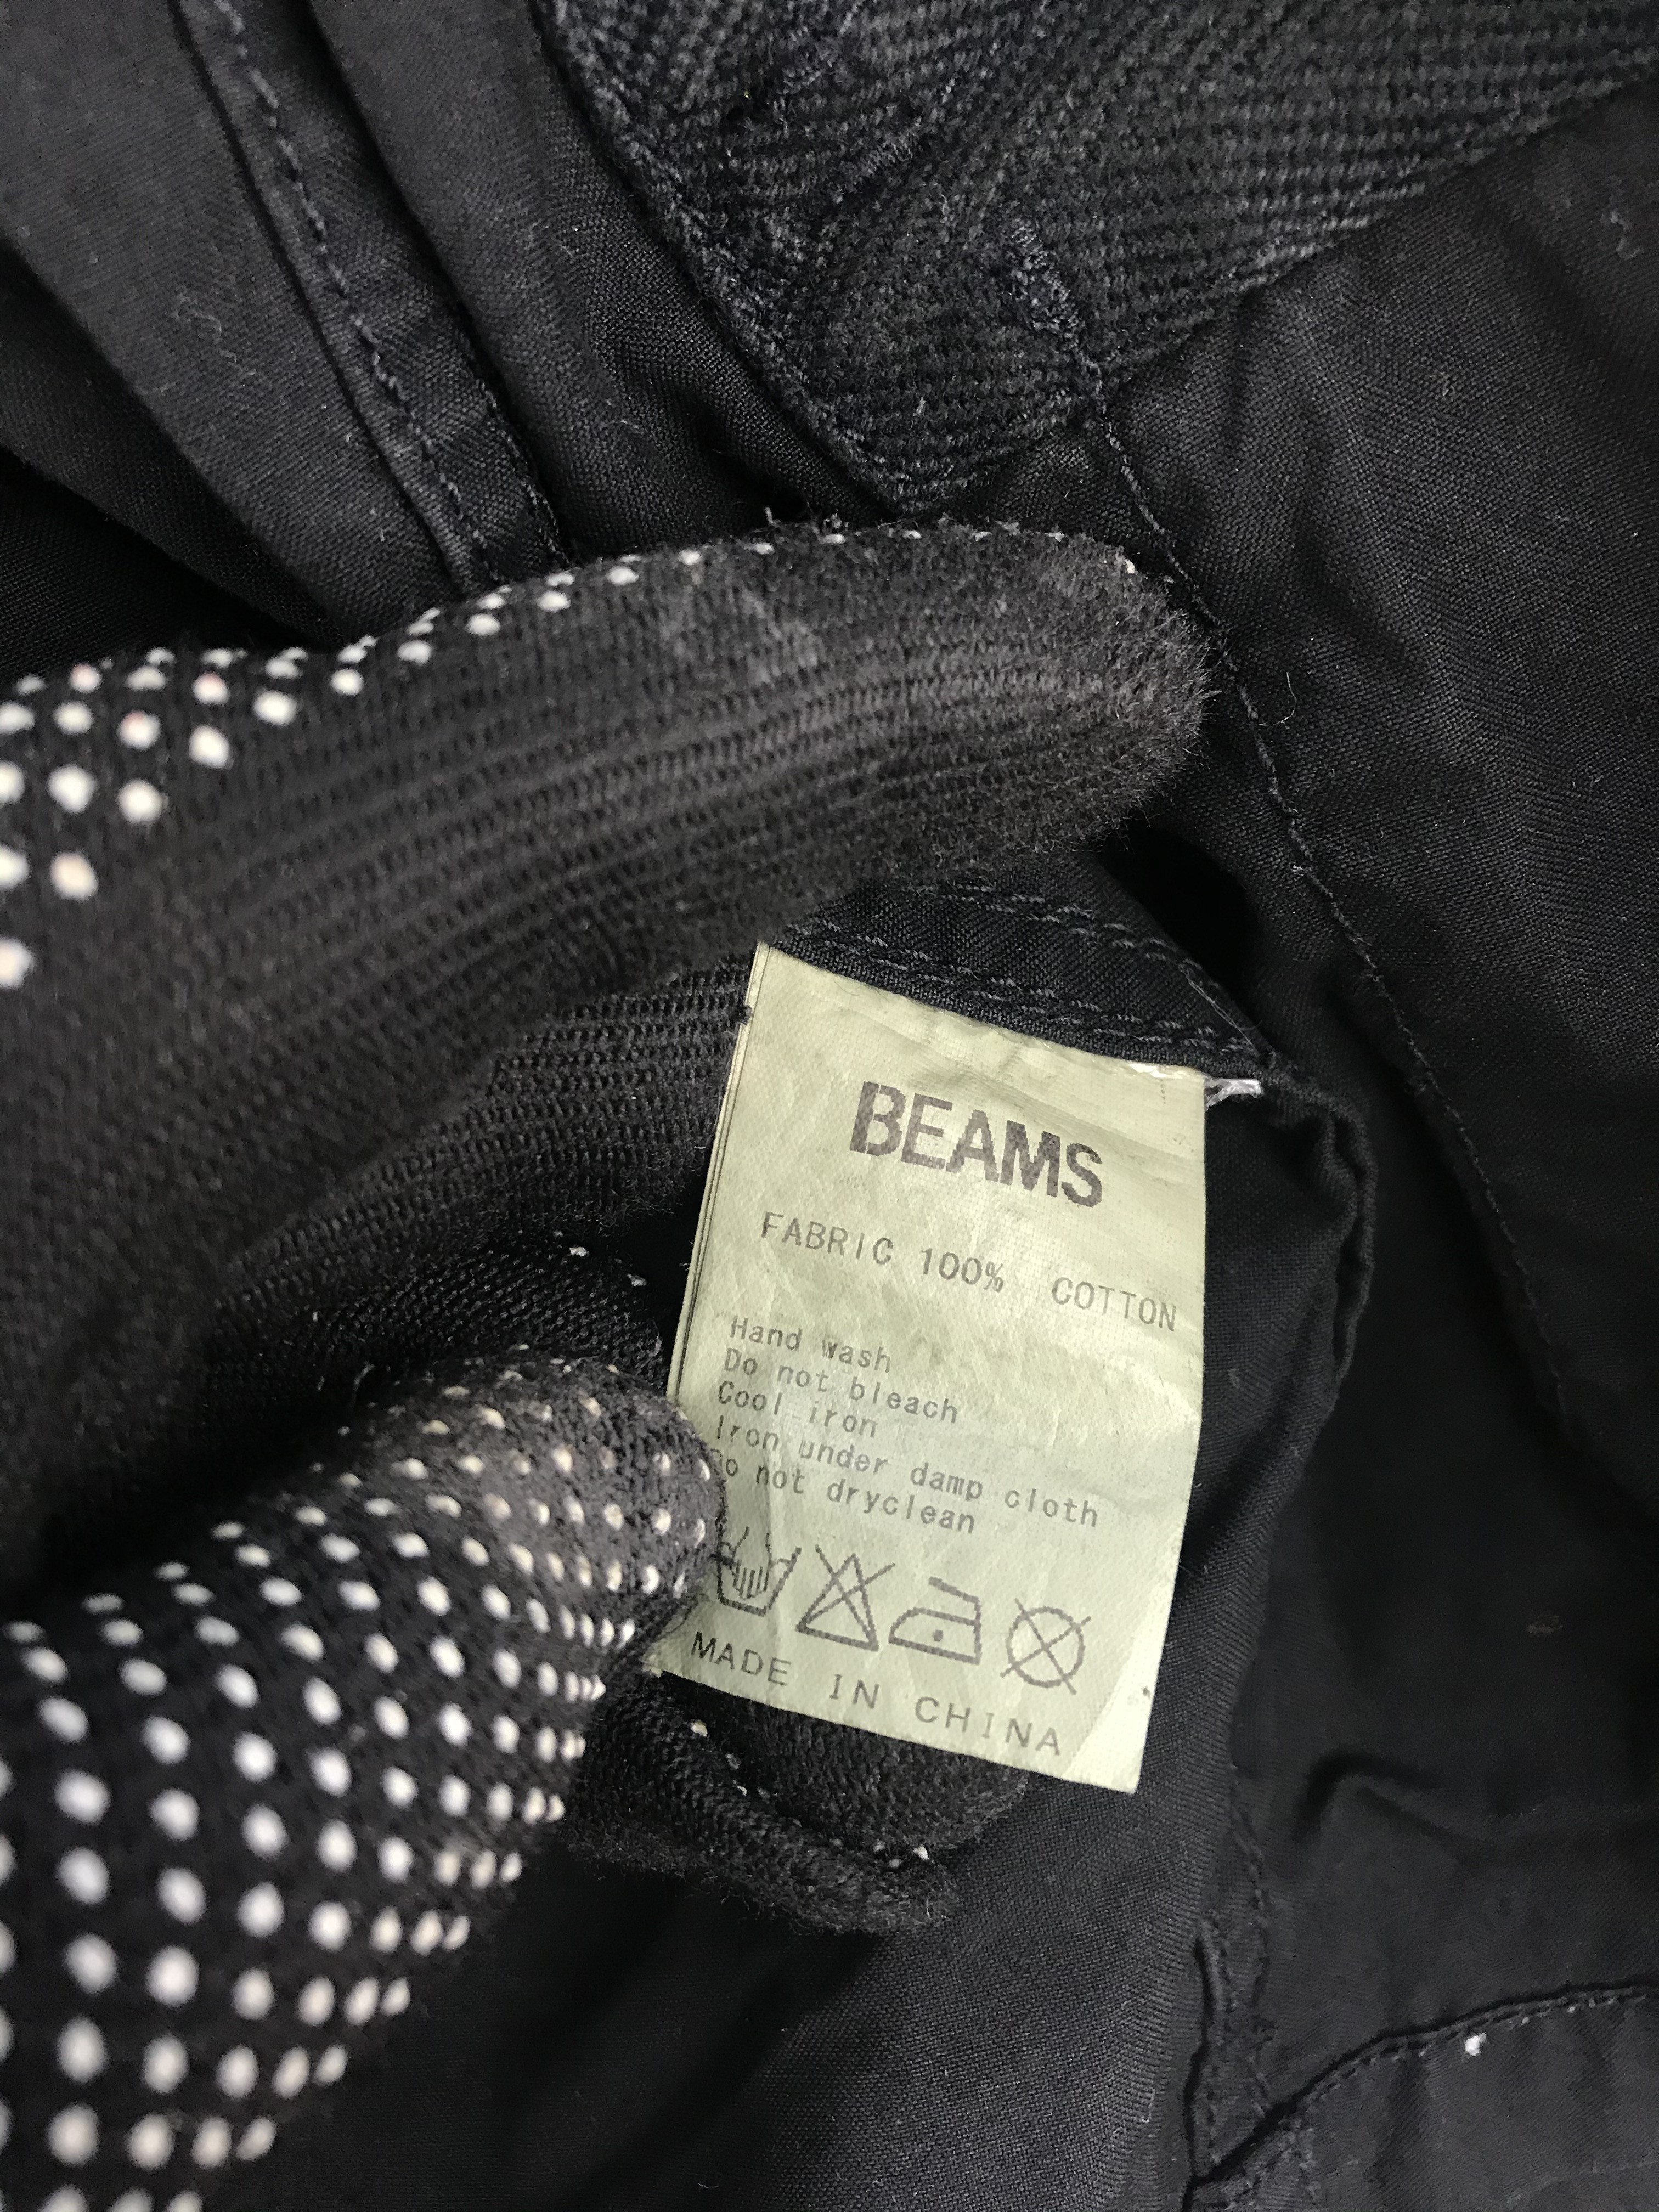 BEAMS
FABRIC 100% COTTON
Hand wash
Do not bleach
Cool iron
Iron under damp cloth
o not dryclean
MADE IN CHINA